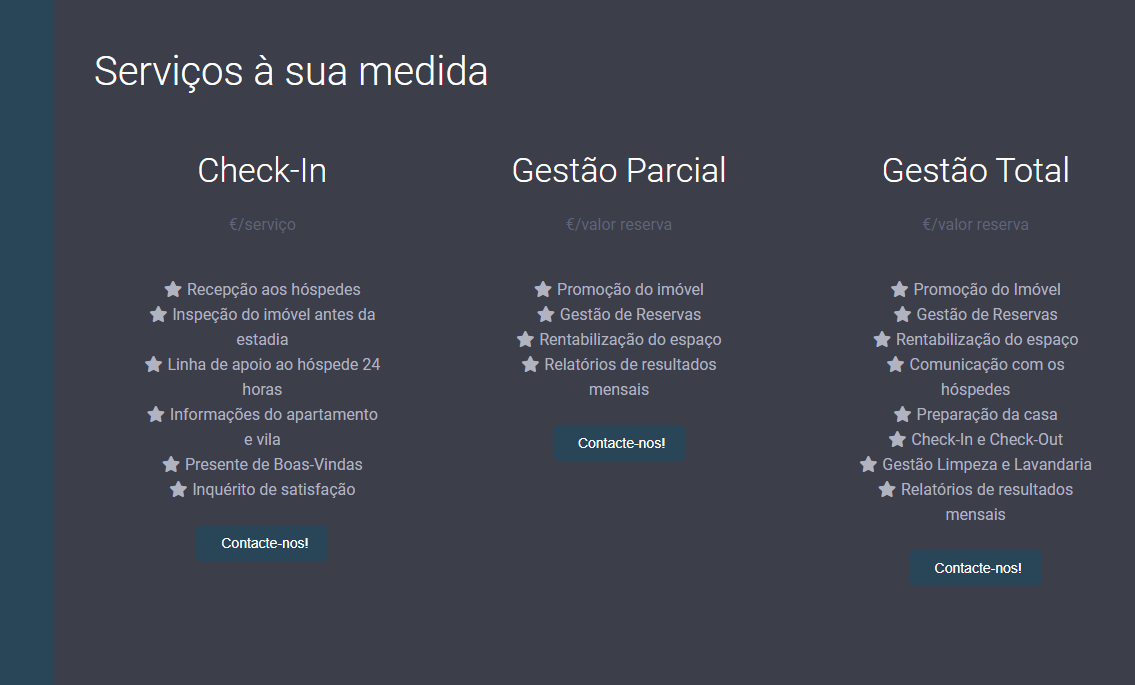 Serviços à sua medida
Check-In
€/serviço
Recepção aos hóspedes
Inspeção do imóvel antes da
estadia
Linha de apoio ao hóspede 24
horas
Informações do apartamento
e vila
Presente de Boas-Vindas
Inquérito de satisfação
Contacte-nos!
Gestão Parcial
€/valor reserva
Promoção do imóvel
Gestão de Reservas
Rentabilização do espaço
Relatórios de resultados
mensais
Contacte-nos!
Gestão Total
€/valor reserva
Promoção do Imóvel
Gestão de Reservas
Rentabilização do espaço
Comunicação com os
hóspedes
Preparação da casa
Check-In e Check-Out
Gestão Limpeza e Lavandaria
Relatórios de resultados
mensais
Contacte-nos!